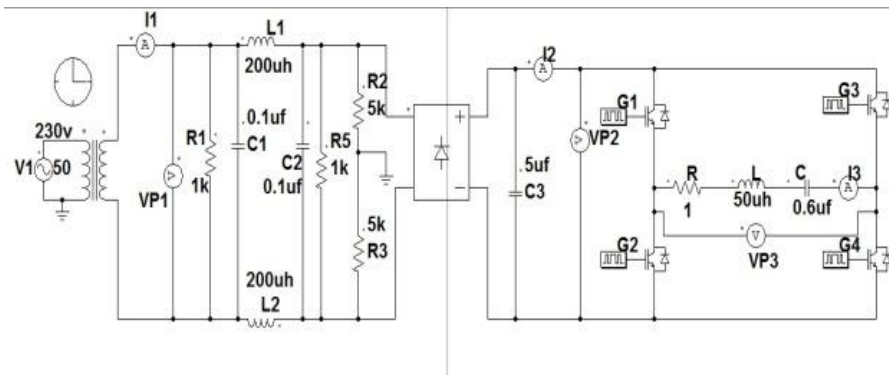 I1
L1
200uh
I2
G1
G3
R2
5k
230v
0.1uf
R1
C1
R5
C2
V1
50
VP1
1k
0.1uf
1k
VP2
.5uf
C3
R
L
C
I3
1
50uh
0.6uf
.5k
R3
G2
VP3
G4
200uh
L2
A
A
A
V
V
V
+
−